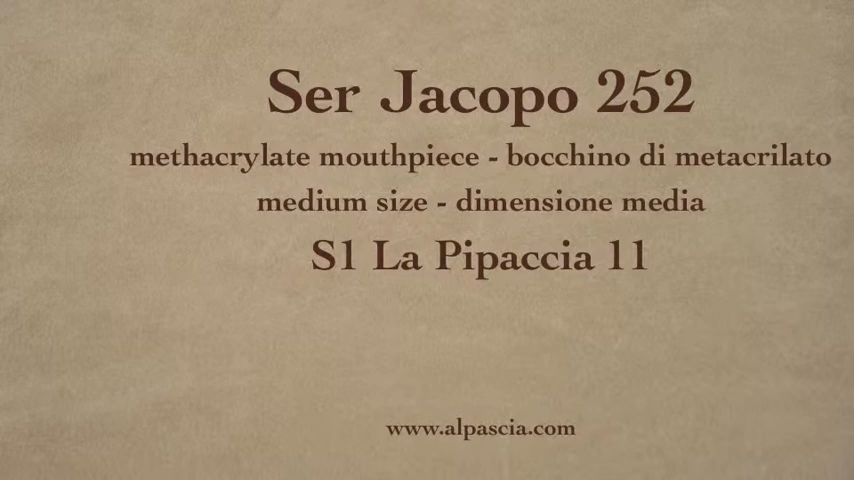 Ser Jacopo 252
methacrylate mouthpiece - bocchino di metacrilato
medium size - dimensione media
S1 La Pipaccia 11
www.alpascia.com